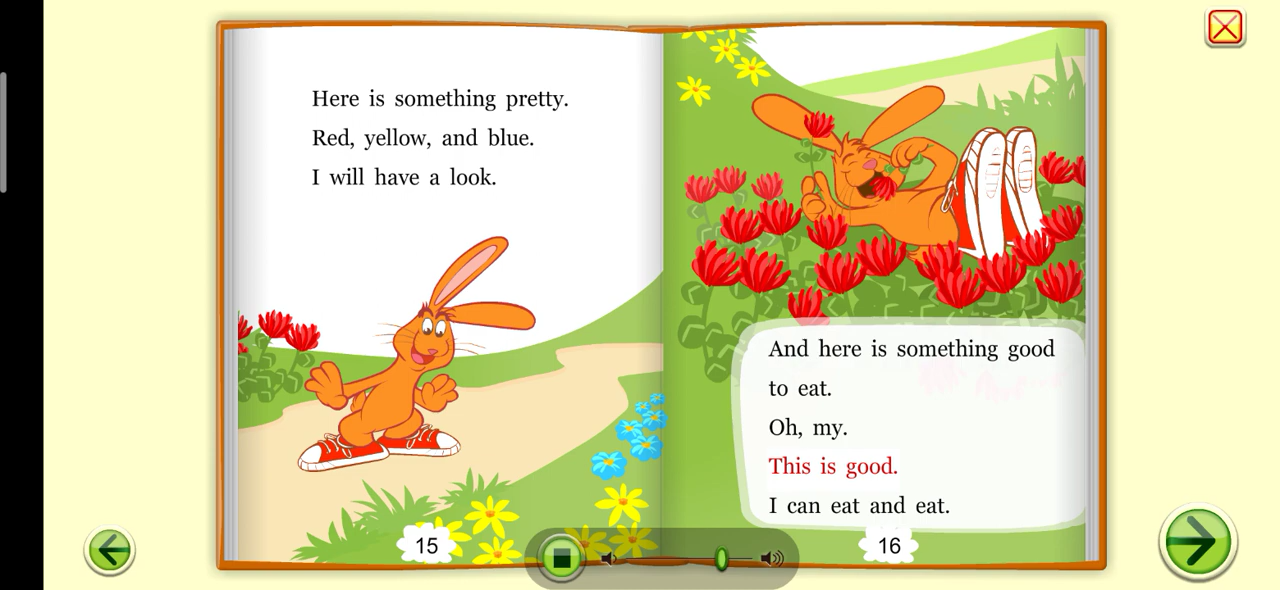 Here is something pretty.
Red, yellow, and blue.
I will have a look.
15
And here is something good
to eat.
Oh, my.
This is good.
I can eat and eat.
16